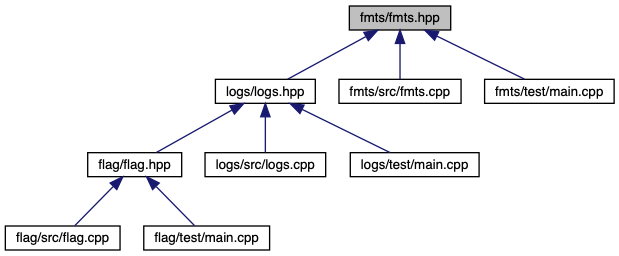 fmts/fmts.hpp
logs/logs.hpp
fmts/src/fmts.cpp
fmts/test/main.cpp
flag/flag.hpp
logs/src/logs.cpp
logs/test/main.cpp
flag/src/flag.cpp
flag/test/main.cpp